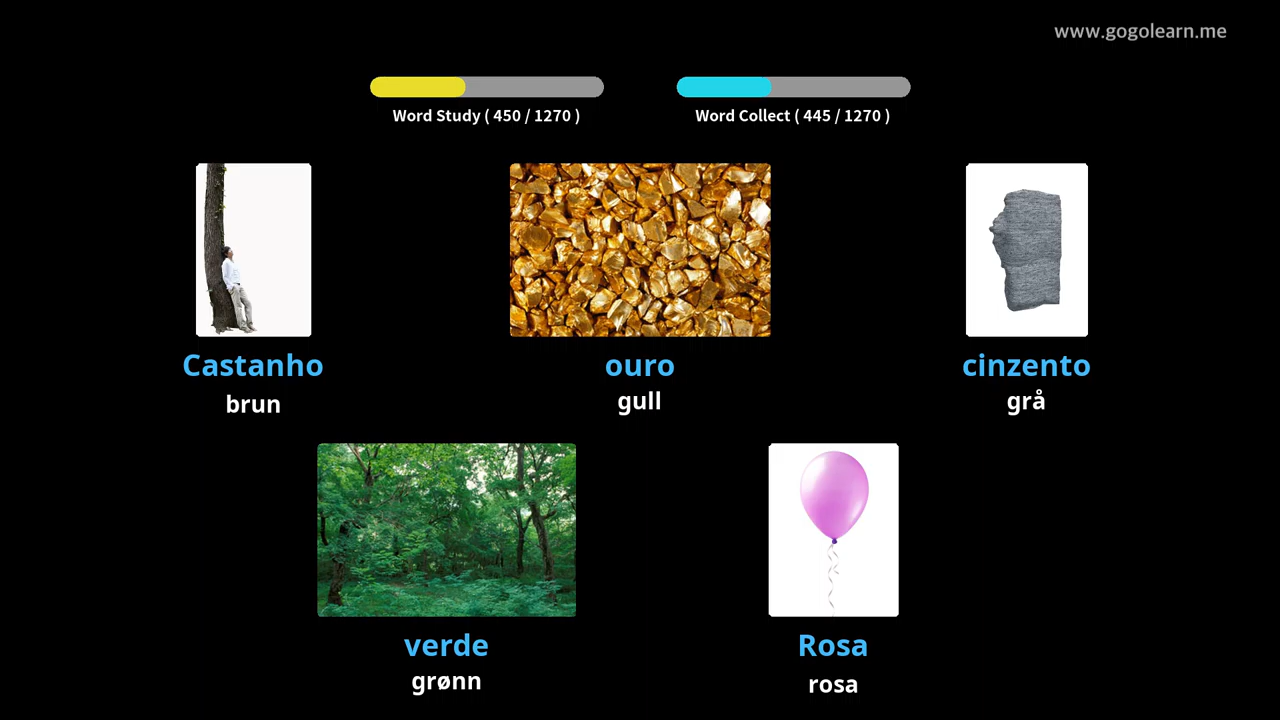 www.gogolearn.me
Word Study ( 450 / 1270 )
Word Collect ( 445 / 1270 )
Castanho
brun
ouro
gull
cinzento
grå
verde
grønn
Rosa
rosa